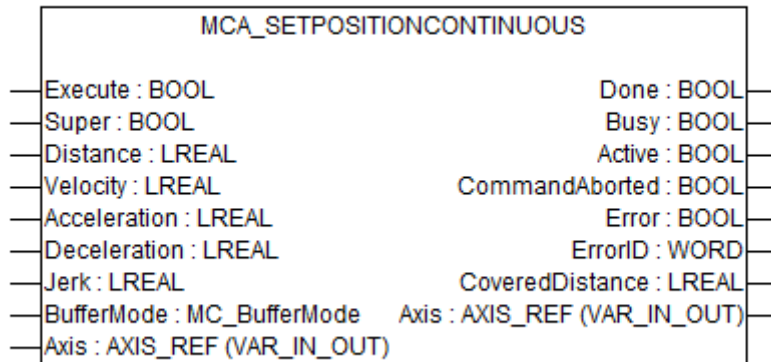 MCA_SETPOSITIONCONTINUOUS
Execute : BOOL Done : BOOL
Super : BOOL Busy : BOOL
Distance : LREAL Active : BOOL
Velocity : LREAL CommandAborted : BOOL
Acceleration : LREAL Error : BOOL
Deceleration : LREAL ErrorID : WORD
Jerk : LREAL CoveredDistance : LREAL
BufferMode : MC_BufferMode Axis : AXIS_REF (VAR_IN_OUT)
Axis : AXIS_REF (VAR_IN_OUT)